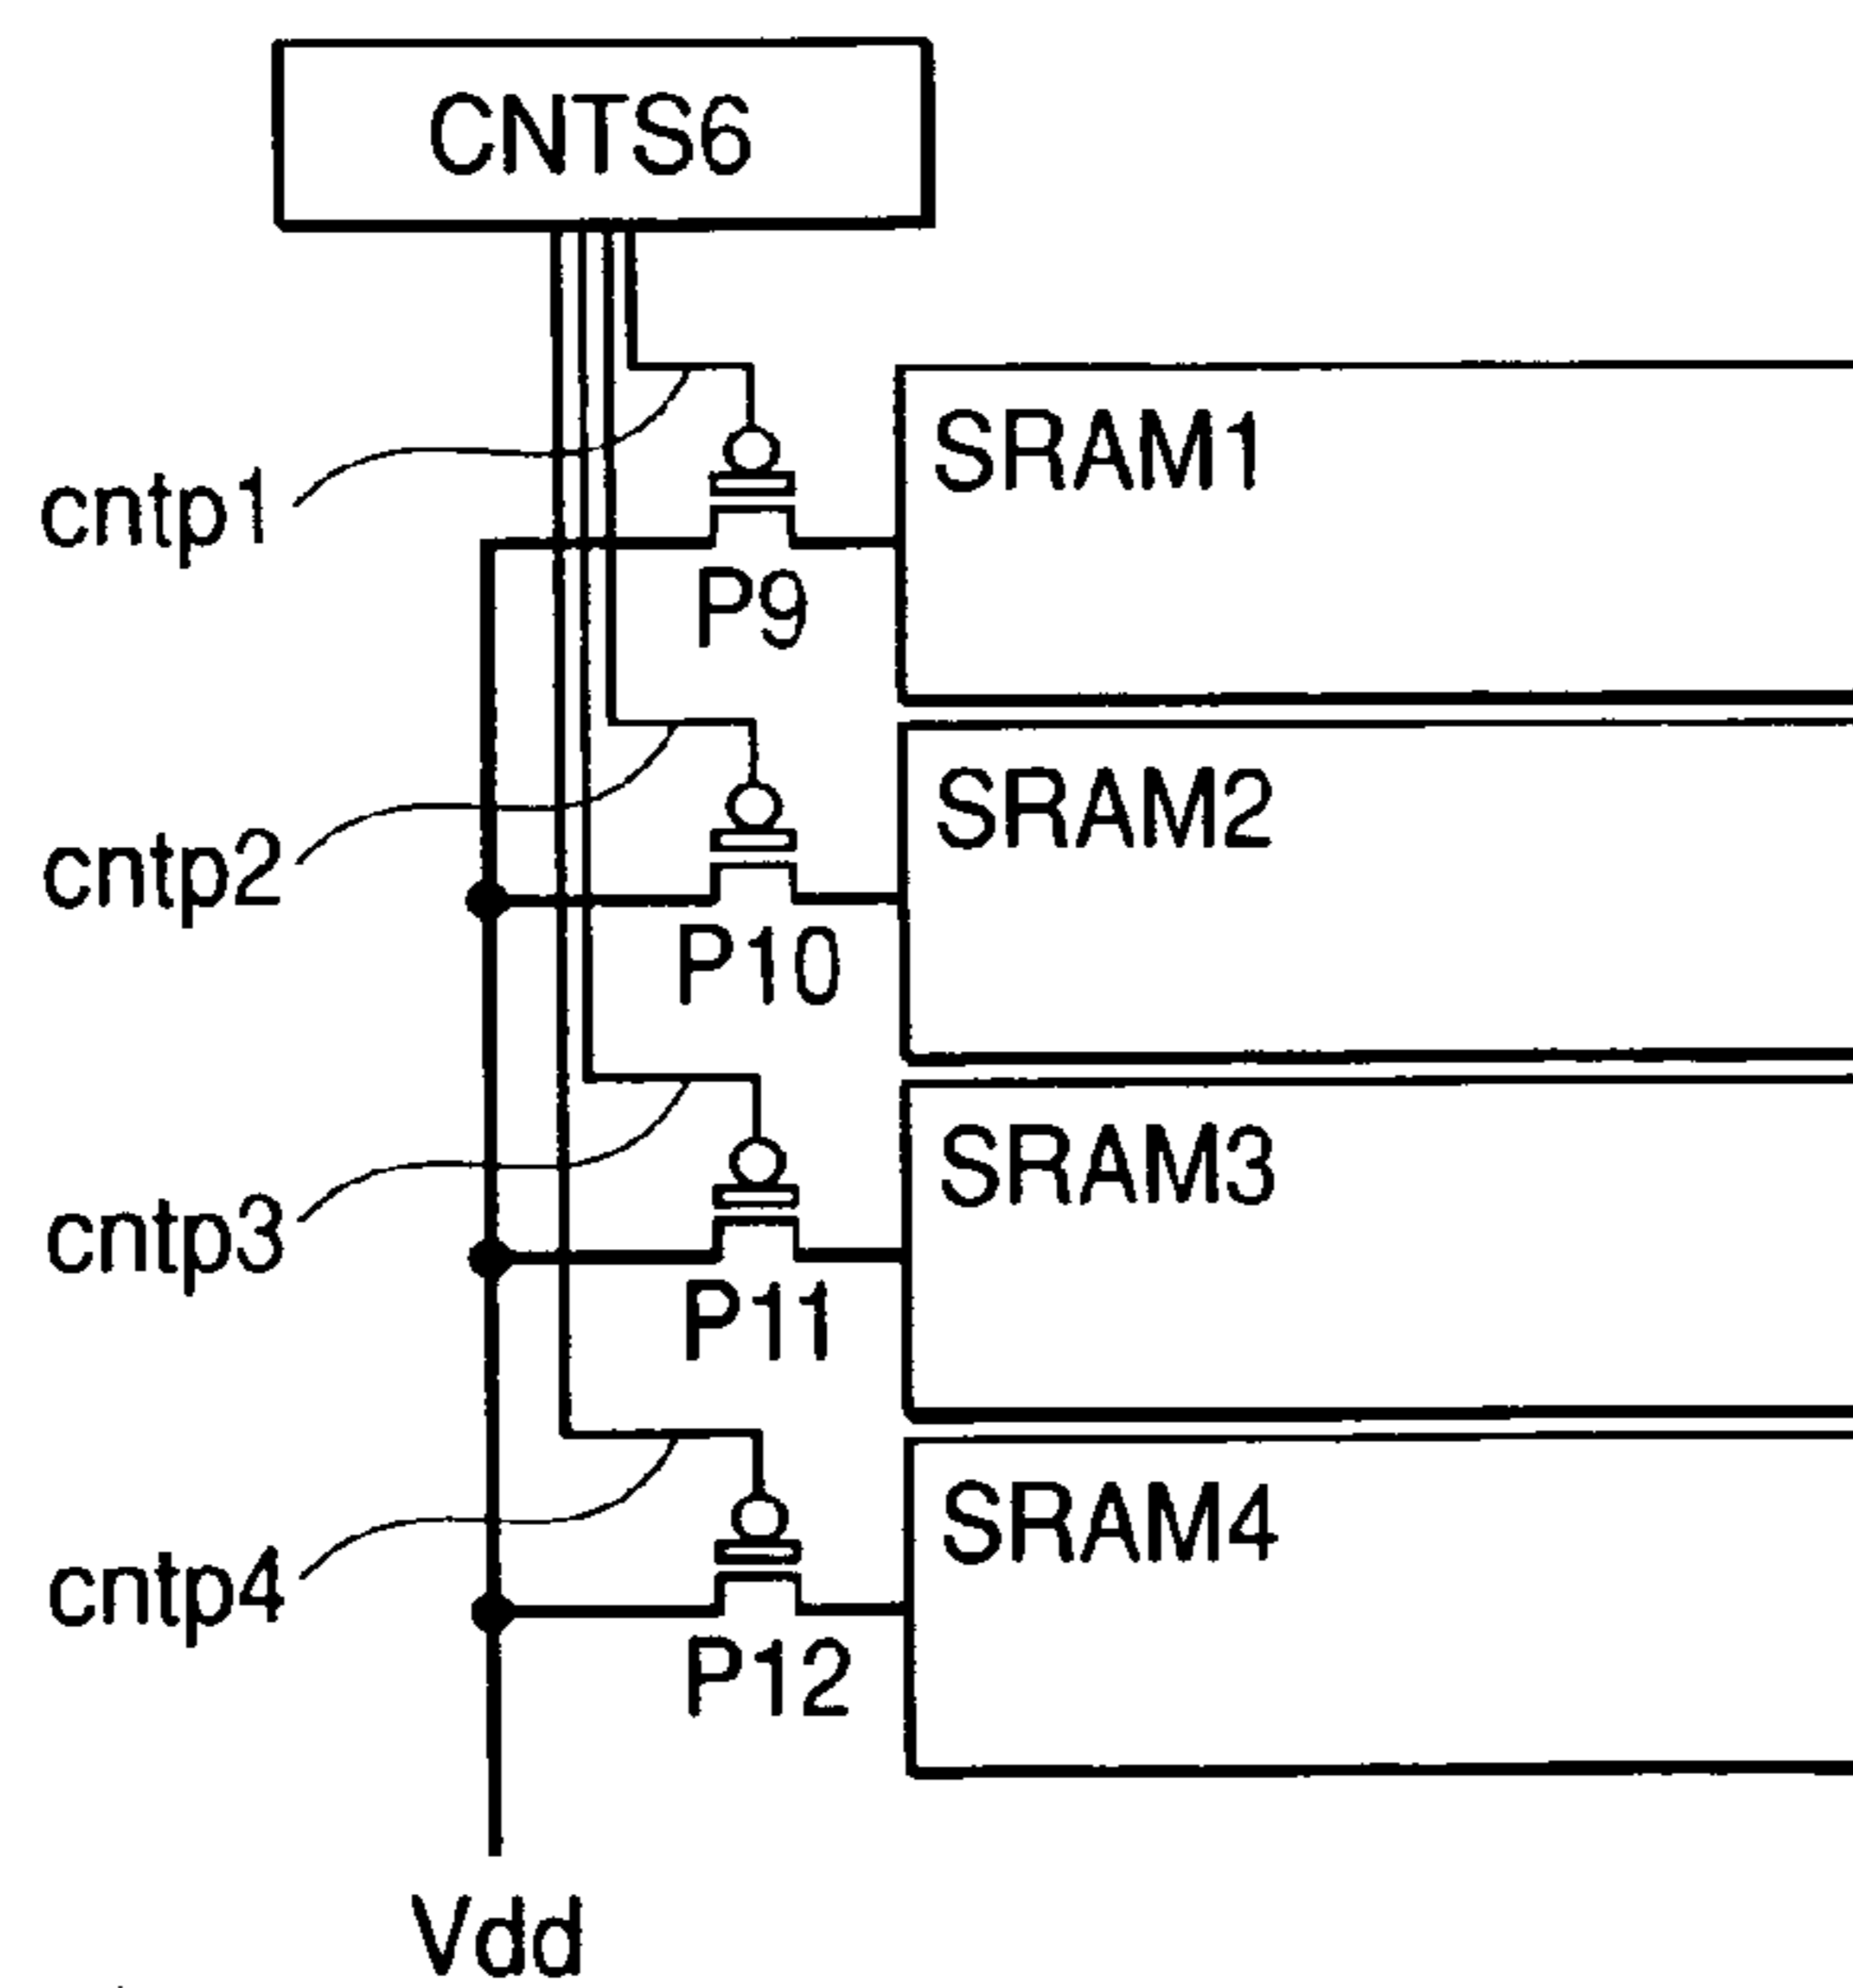 CNTS6
SRAM1
cntp1
P9
SRAM2
cntp2
P10
SRAM3
cntp3
P11
SRAM4
cntp4
P12
Vdd